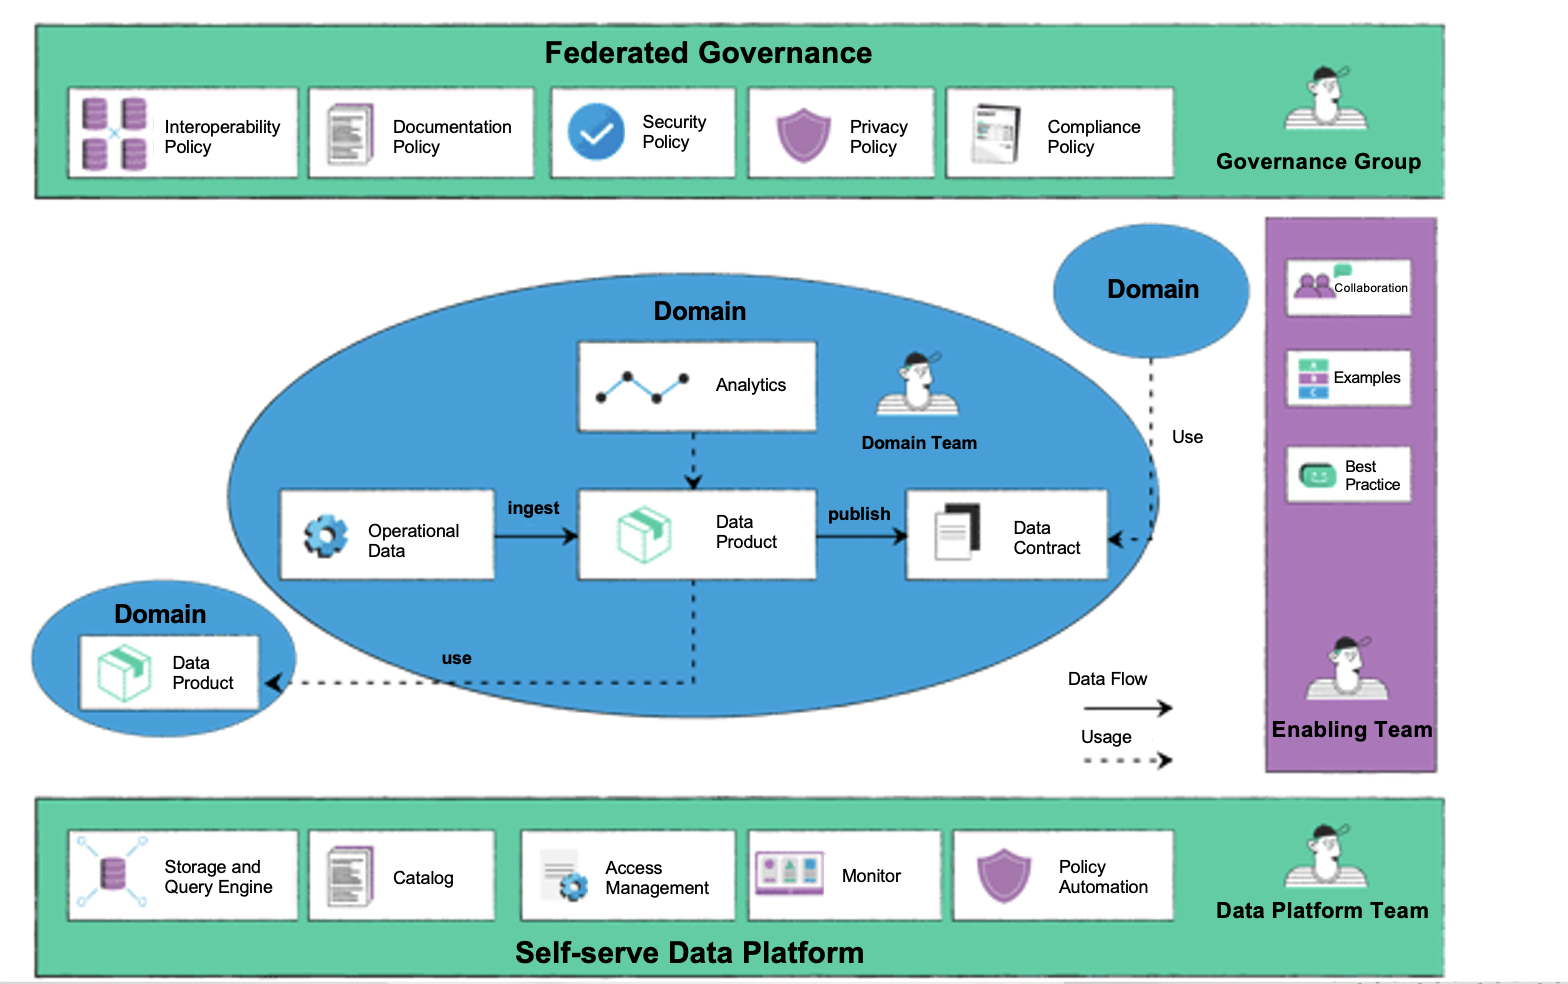 Federated Governance
Interoperability
Policy
Documentation
Policy
Security
Policy
Privacy
Policy
Compliance
Policy
Governance Group
Domain
Collaboration
Domain
Analytics
Examples
Use
Domain Team
Best
Practice
ingest
publish
Operational
Data
Data
Product
Data
Contract
Domain
Data
Product
use
Data Flow
Usage
Enabling Team
Storage and
Query Engine
Catalog
Access
Management
Monitor
Policy
Automation
Data Platform Team
Self-serve Data Platform